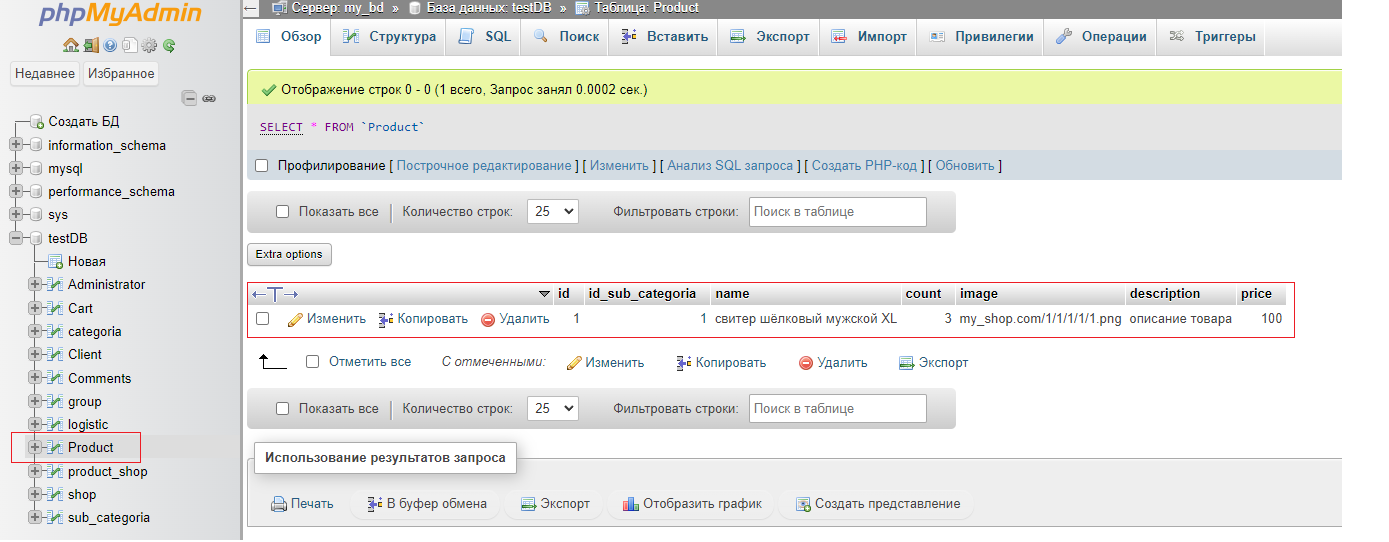 phpMyAdmin
Недавнее Избранное
Создать БД
information_schema
mysql
performance_schema
sys
testDB
Новая
Administrator
Cart
categoria
Client
Comments
group
logistic
Product
product_shop
shop
sub_categoria
Сервер: my_bd » База данных: testDB » Таблица: Product
Обзор Структура SQL Поиск Вставить Экспорт Импорт Привилегии Операции Триггеры
Отображение строк 0 - 0 (1 всего, Запрос занял 0.0002 сек.)
SELECT * FROM `Product`
Профилирование [ Построчное редактирование ] [ Изменить ] [ Анализ SQL запроса ] [ Создать PHP-код ] [ Обновить ]
Показать все | Количество строк: 25 Фильтровать строки: Поиск в таблице
Extra options
id id_sub_categoria name count image description price
Изменить Копировать Удалить 1 1 свитер шёлковый мужской XL 3 my_shop.com/1/1/1/1/1.png описание товара 100
Отметить все С отмеченными: Изменить Копировать Удалить Экспорт
Показать все | Количество строк: 25 Фильтровать строки: Поиск в таблице
Использование результатов запроса
Печать В буфер обмена Экспорт Отобразить график Создать представление